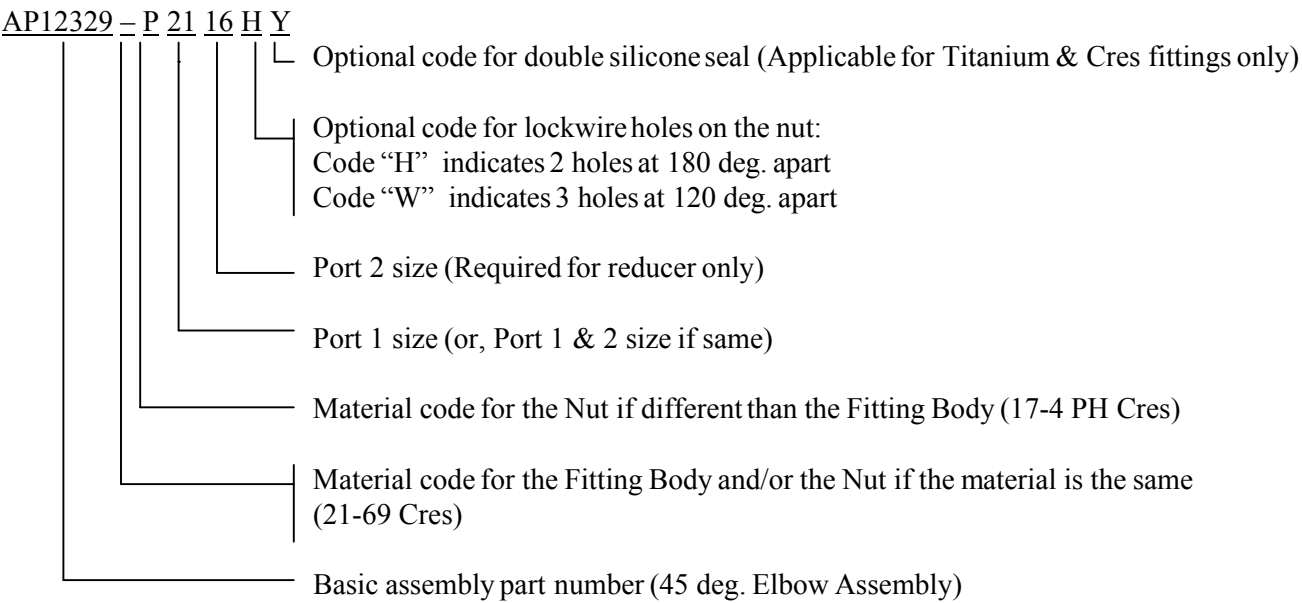 AP12329 – P 21 16 H Y
Optional code for double silicone seal (Applicable for Titanium & Cres fittings only)
Optional code for lockwire holes on the nut:
Code “H” indicates 2 holes at 180 deg. apart
Code “W” indicates 3 holes at 120 deg. apart
Port 2 size (Required for reducer only)
Port 1 size (or, Port 1 & 2 size if same)
Material code for the Nut if different than the Fitting Body (17-4 PH Cres)
Material code for the Fitting Body and/or the Nut if the material is the same
(21-69 Cres)
Basic assembly part number (45 deg. Elbow Assembly)